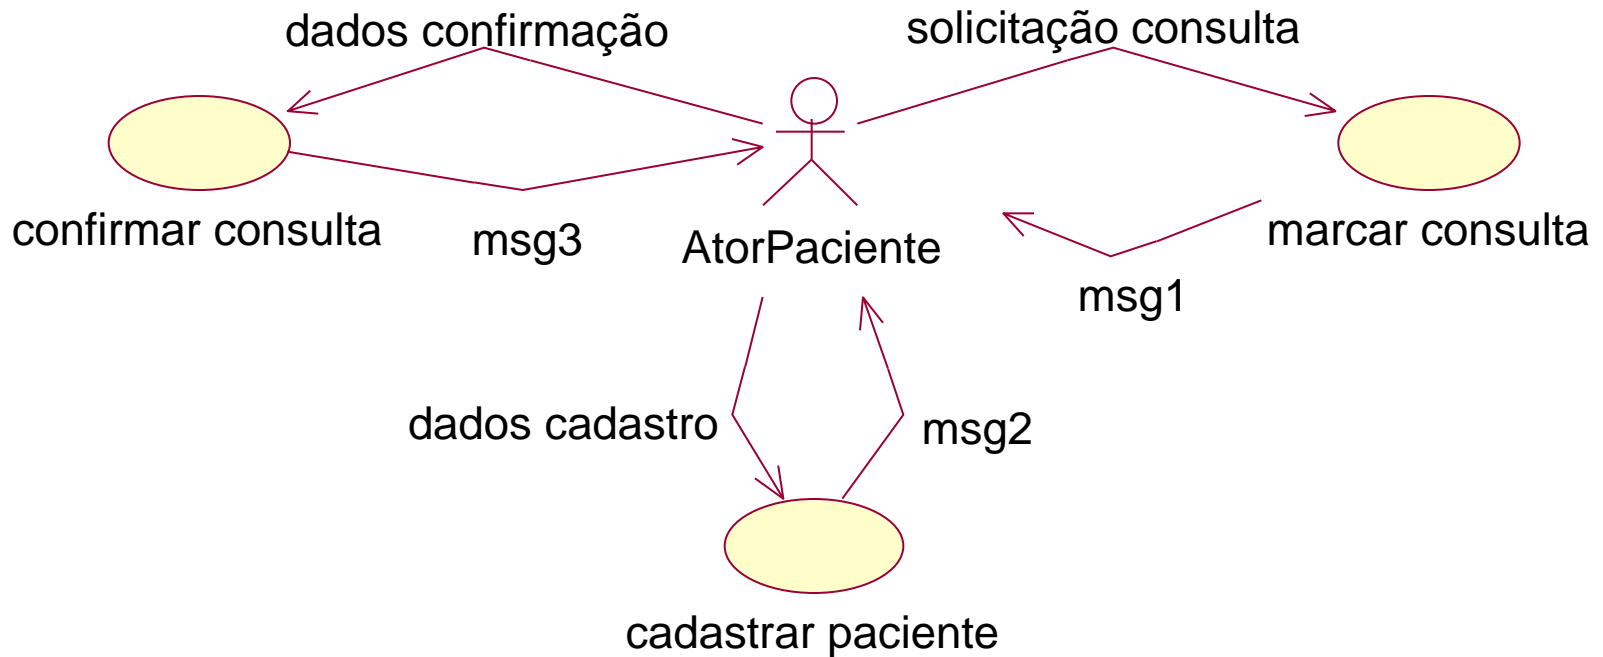 dados confirmação
solicitação consulta
confirmar consulta
msg3
AtorPaciente
marcar consulta
msg1
dados cadastro
msg2
cadastrar paciente